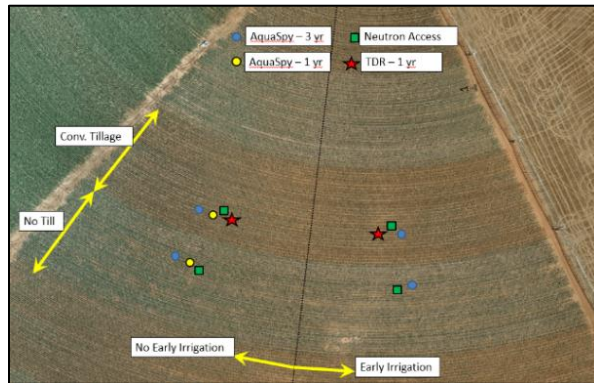 AquaSpy – 3 yr
Neutron Access
AquaSpy – 1 yr
TDR – 1 yr
Conv. Tillage
No Till
No Early Irrigation
Early Irrigation